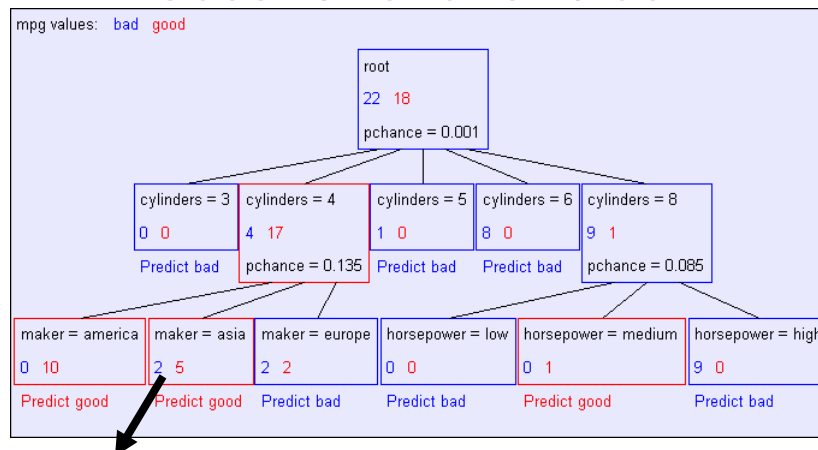 mpg values: bad good
root
22 18
pchance = 0.001
cylinders = 3 cylinders = 4 cylinders = 5 cylinders = 6 cylinders = 8
0 0 4 17 1 0 8 0 9 1
Predict bad pchance = 0.135 Predict bad Predict bad pchance = 0.085
maker = america maker = asia maker = europe horsepower = low horsepower = medium horsepower = high
0 10 2 5 2 2 0 0 0 1 9 0
Predict good Predict good Predict bad Predict bad Predict good Predict bad